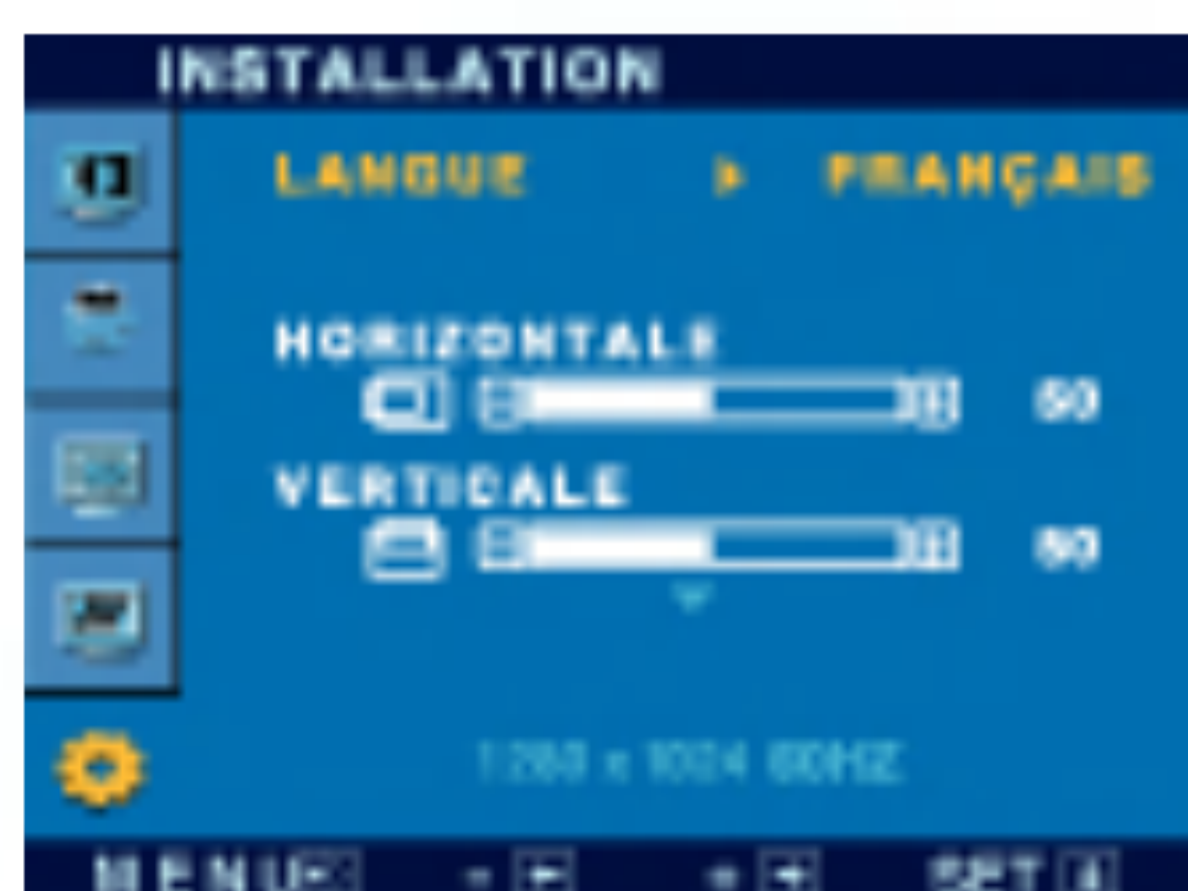 INSTALLATION
LANGUE FRANÇAIS
HORIZONTALE
50
VERTICALE
50
1280 x 1024 60HZ
MENU - + SET